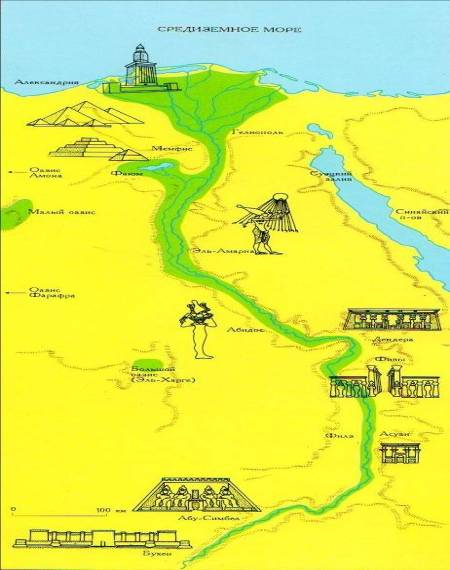 СРЕДИЗЕМНОЕ МОРЕ
Александрия
Гелиополь
Мемфис
Оазис
Амона
Фаюм
Суэцкий
залив
Малый оазис
Синайский
п-ов
Эль-Амарна
Оазис
Фарафра
Абидос
Дендера
Фивы
Большой
оазис
(Эль-Харге)
Филэ
Асуан
0 100 км
Абу-Симбел
Бухен